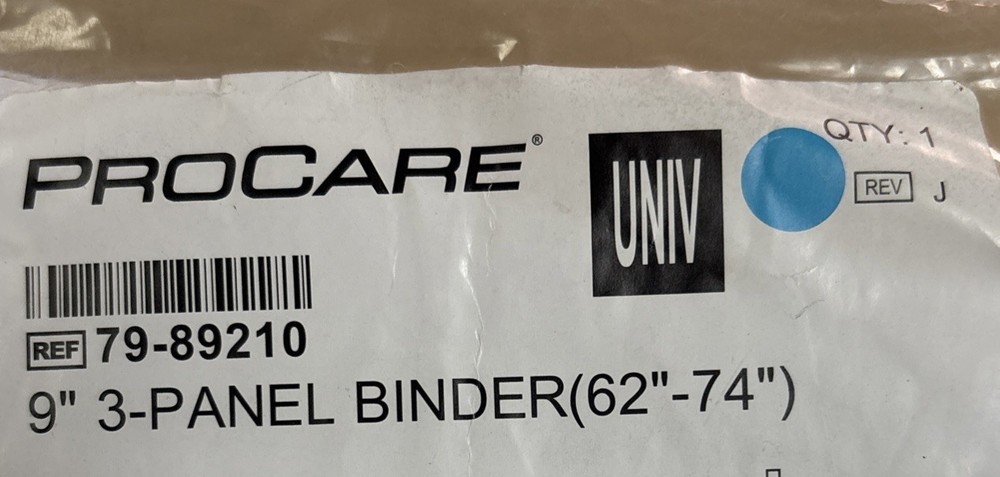 PROCARE®
UNIV
QTY: 1
REV J
REF 79-89210
9" 3-PANEL BINDER(62"-74")